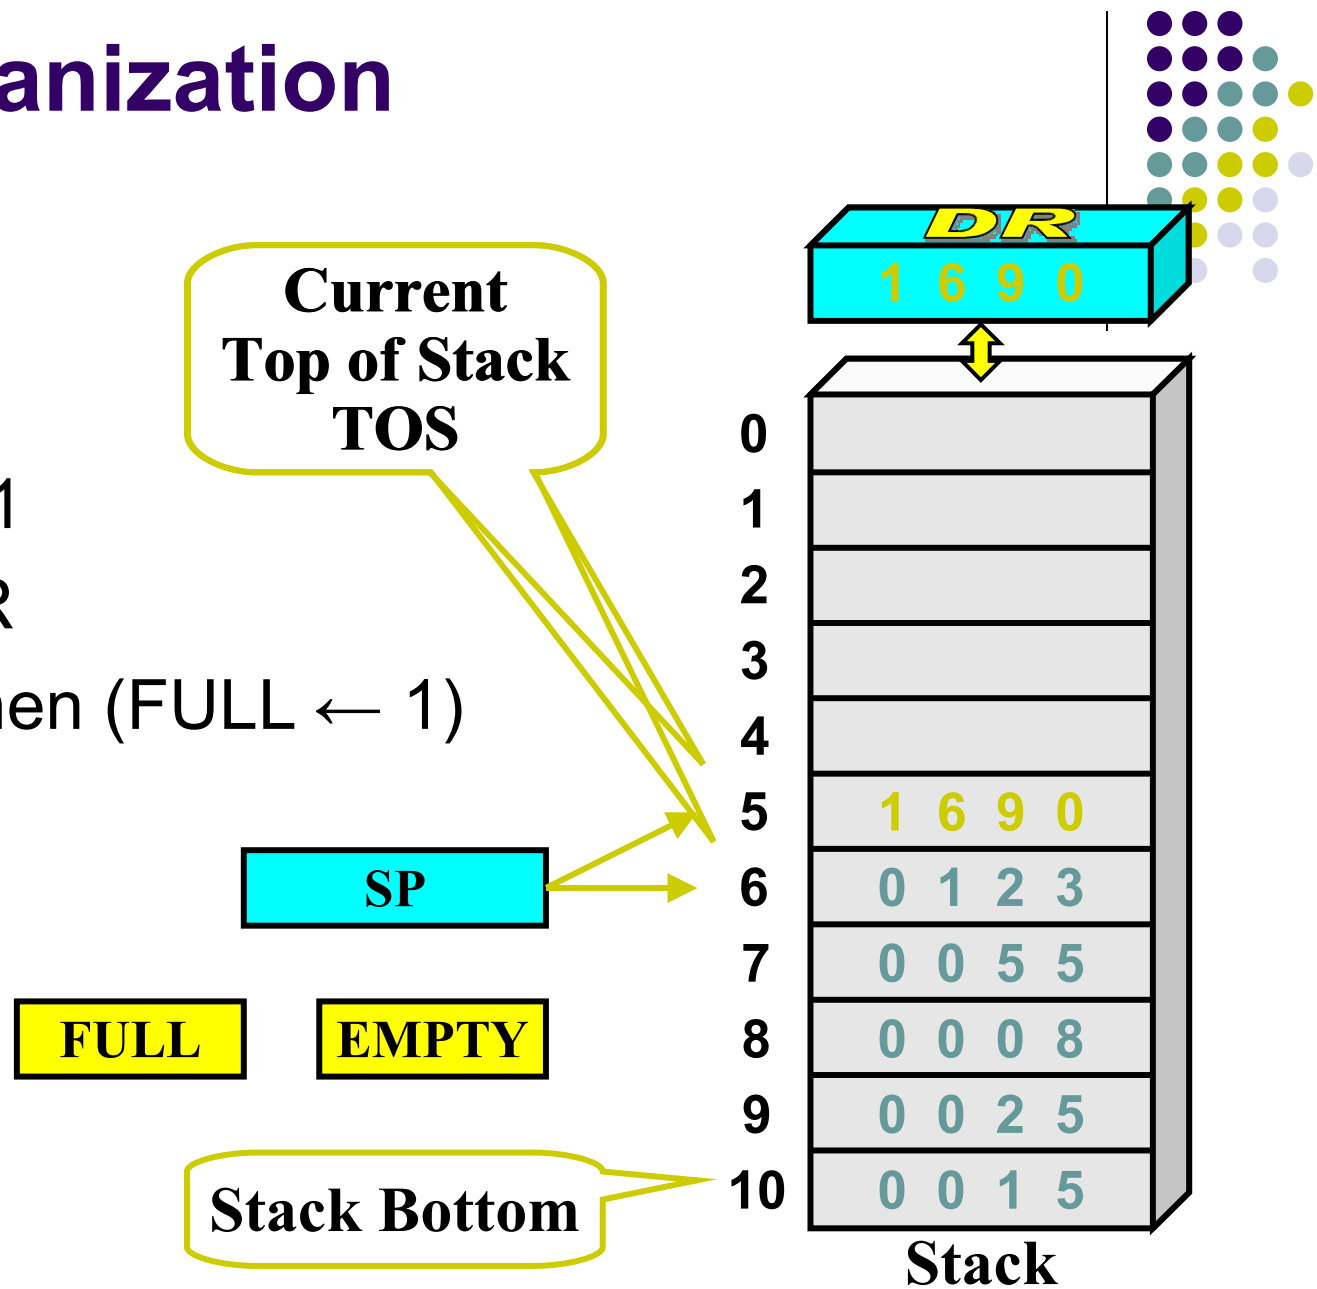 anization
DR
1 6 9 0
Current
Top of Stack
TOS
0
1
2
3
4
5 1 6 9 0
6 0 1 2 3
7 0 0 5 5
8 0 0 0 8
9 0 0 2 5
10 0 0 1 5
Stack
1
R
nen (FULL ← 1)
SP
FULL EMPTY
Stack Bottom